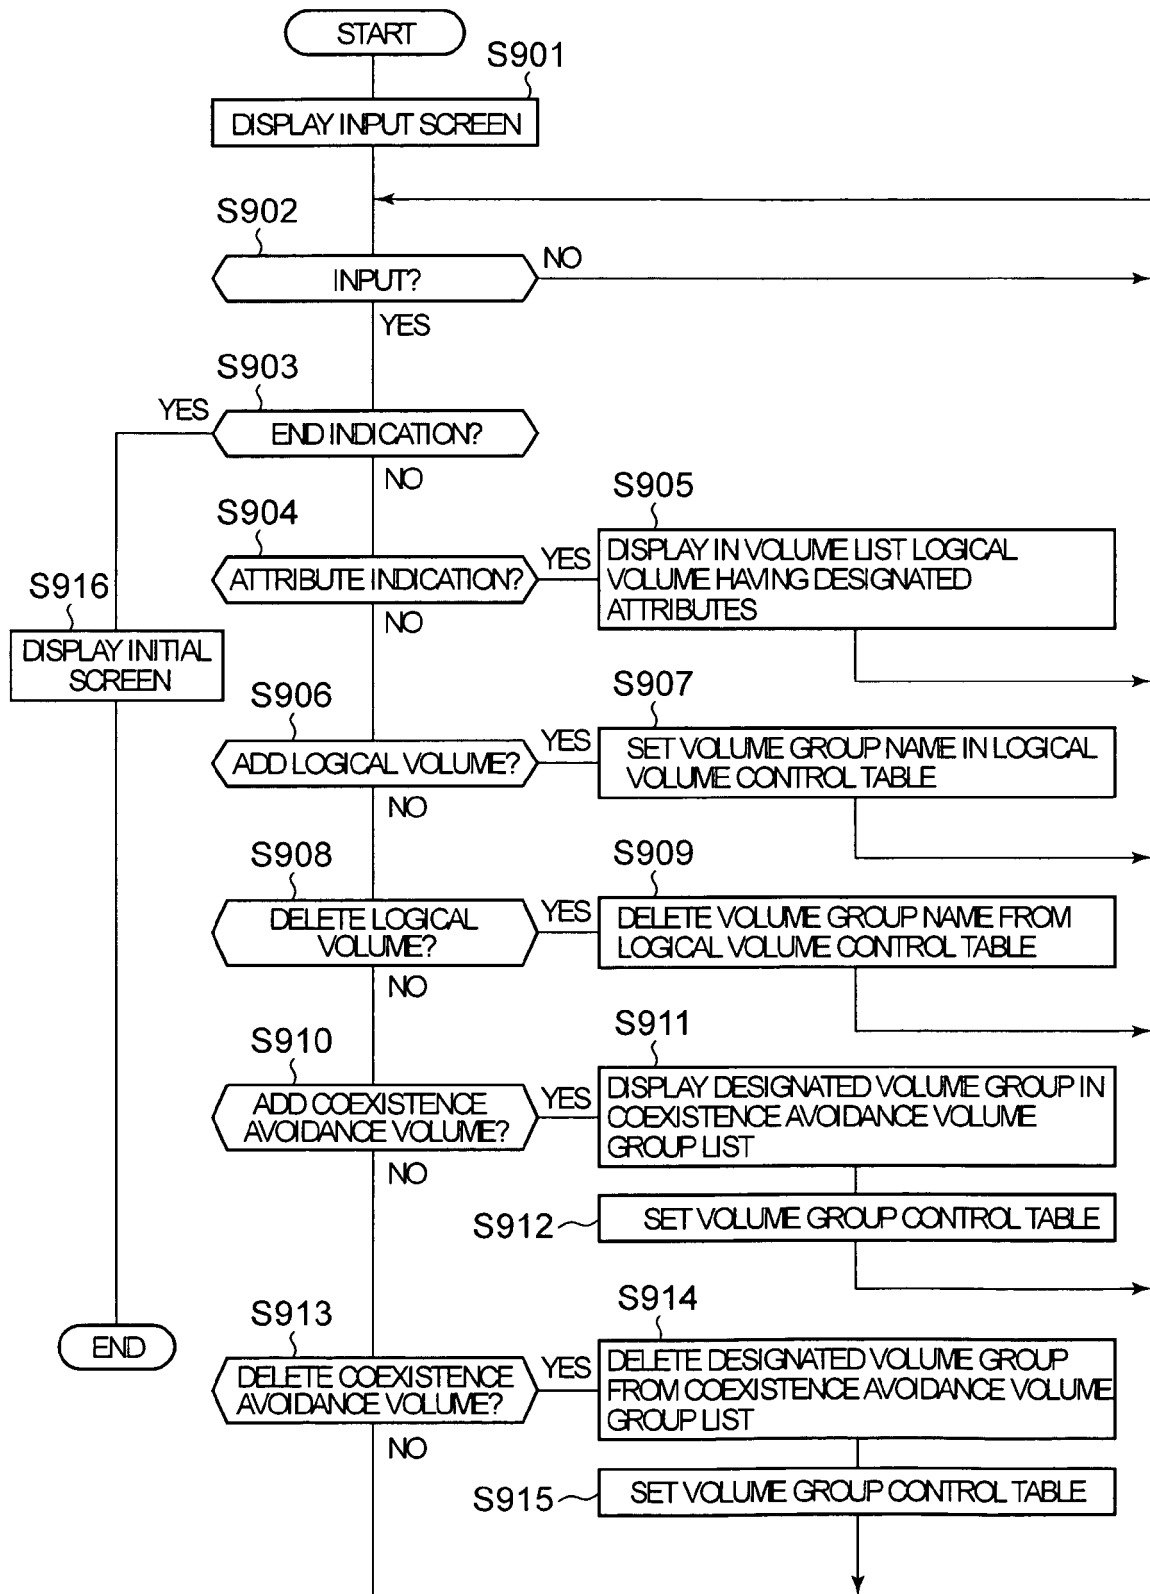 START
S901
DISPLAY INPUT SCREEN
S902
INPUT?
NO
YES
S903
YES
END INDICATION?
NO
S904
ATTRIBUTE INDICATION?
YES
NO
S905
DISPLAY IN VOLUME LIST LOGICAL
VOLUME HAVING DESIGNATED
ATTRIBUTES
S916
DISPLAY INITIAL
SCREEN
S906
ADD LOGICAL VOLUME?
YES
NO
S907
SET VOLUME GROUP NAME IN LOGICAL
VOLUME CONTROL TABLE
S908
DELETE LOGICAL
VOLUME?
YES
NO
S909
DELETE VOLUME GROUP NAME FROM
LOGICAL VOLUME CONTROL TABLE
S910
ADD COEXISTENCE
AVOIDANCE VOLUME?
YES
NO
S911
DISPLAY DESIGNATED VOLUME GROUP IN
COEXISTENCE AVOIDANCE VOLUME
GROUP LIST
S912
SET VOLUME GROUP CONTROL TABLE
END
S913
DELETE COEXISTENCE
AVOIDANCE VOLUME?
YES
NO
S914
DELETE DESIGNATED VOLUME GROUP
FROM COEXISTENCE AVOIDANCE VOLUME
GROUP LIST
S915
SET VOLUME GROUP CONTROL TABLE